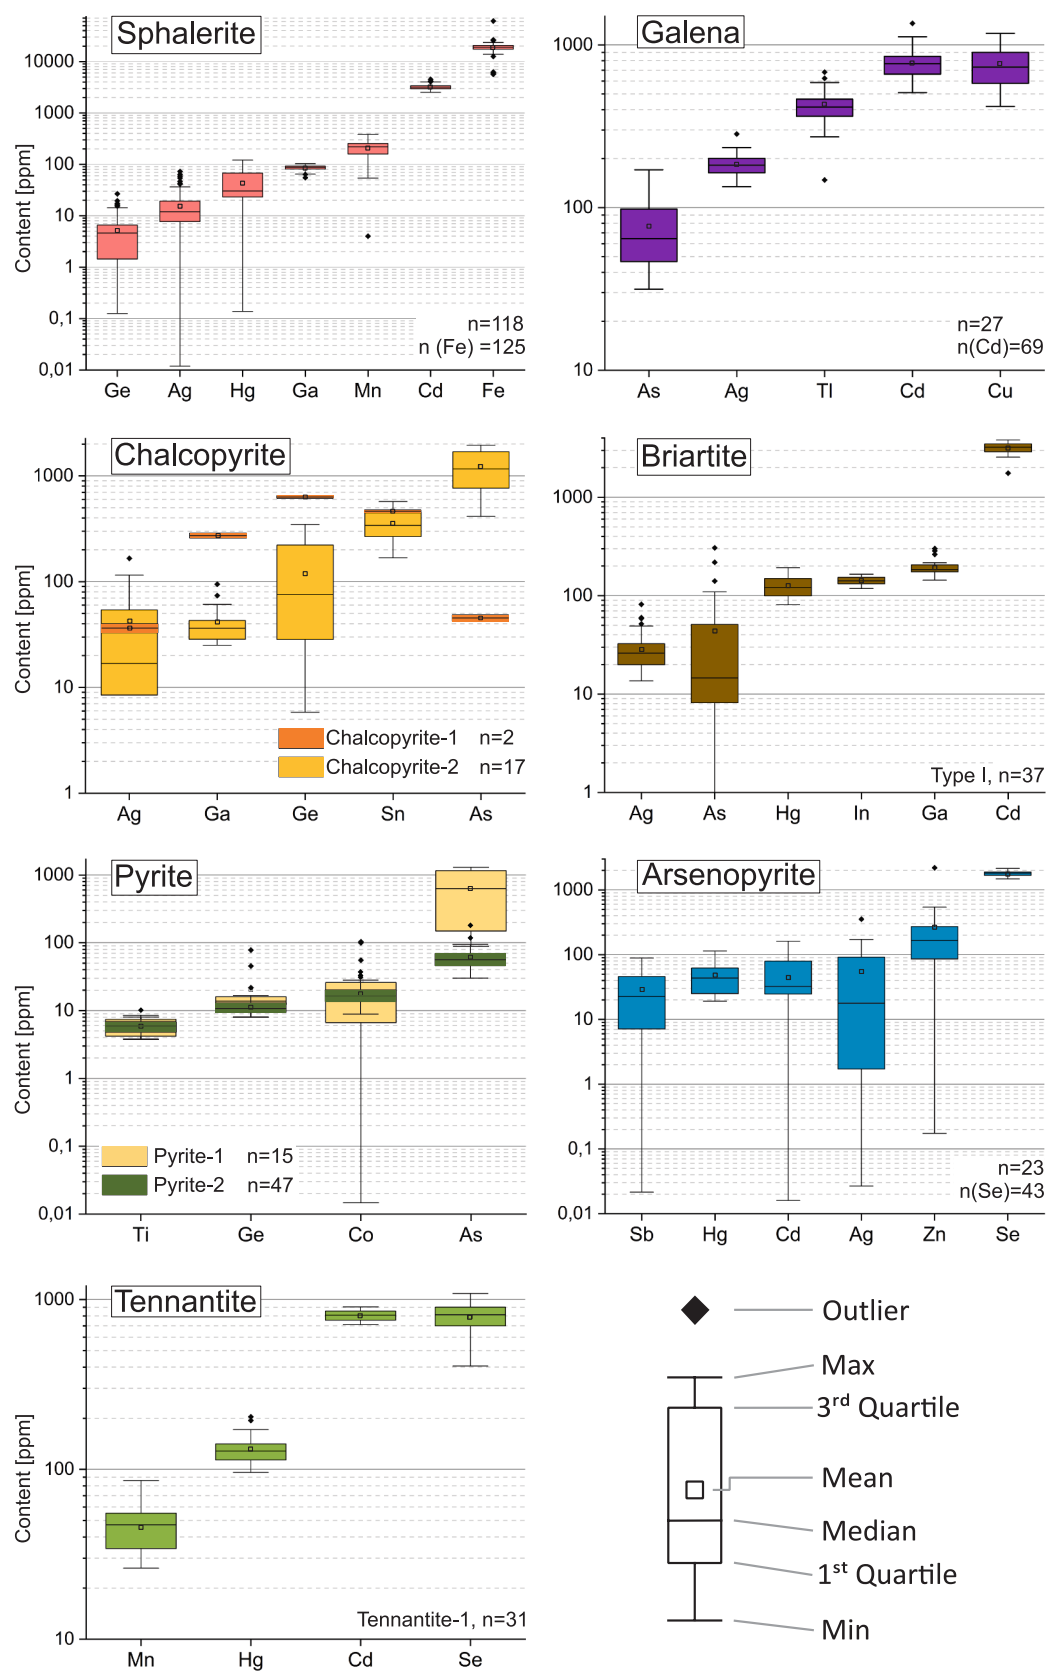 Sphalerite
Content [ppm]
10000
1000
100
10
1
0,1
0,01
n=118
n (Fe) =125
Ge Ag Hg Ga Mn Cd Fe
Galena
1000
100
10
n=27
n(Cd)=69
As Ag Tl Cd Cu
Chalcopyrite
Content [ppm]
1000
100
10
1
Chalcopyrite-1 n=2
Chalcopyrite-2 n=17
Ag Ga Ge Sn As
Briartite
1000
100
10
1
Type I, n=37
Ag As Hg In Ga Cd
Pyrite
Content [ppm]
1000
100
10
1
0,1
0,01
Pyrite-1 n=15
Pyrite-2 n=47
Ti Ge Co As
Arsenopyrite
1000
100
10
1
0,1
0,01
n=23
n(Se)=43
Sb Hg Cd Ag Zn Se
Tennantite
Content [ppm]
1000
100
10
Tennantite-1, n=31
Mn Hg Cd Se
Outlier
Max
3rd Quartile
Mean
Median
1st Quartile
Min